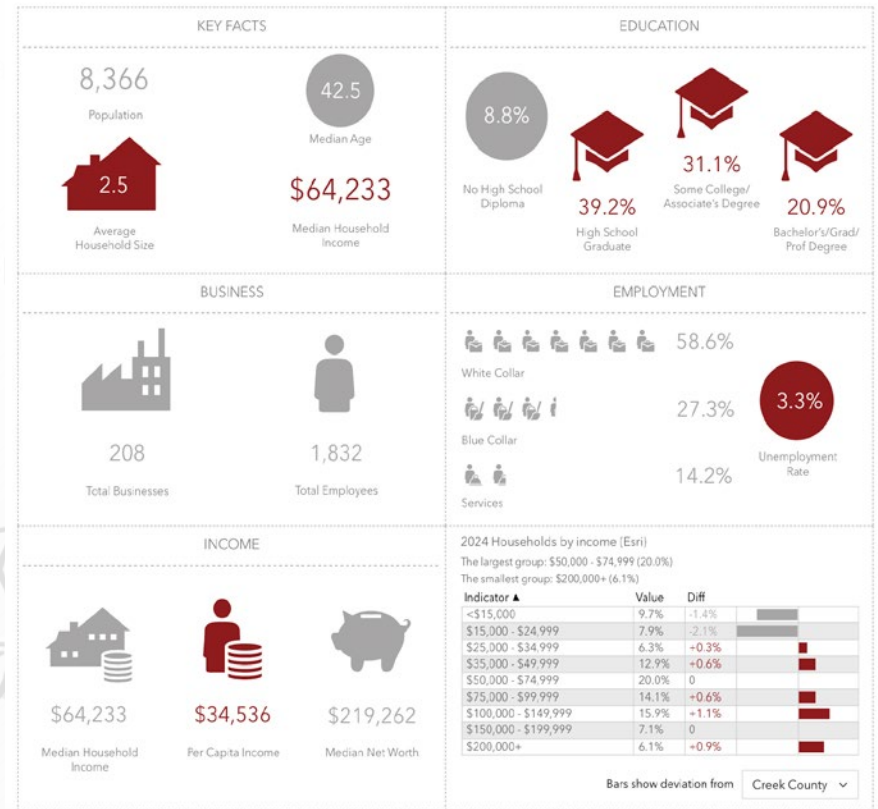 KEY FACTS
8,366
Population
42.5
Median Age
2.5
Average
Household Size
$64,233
Median Household
Income
EDUCATION
8.8%
No High School
Diploma
39.2%
High School
Graduate
31.1%
Some College/
Associate's Degree
20.9%
Bachelor's/Grad/
Prof Degree
BUSINESS
208
Total Businesses
1,832
Total Employees
EMPLOYMENT
58.6%
White Collar
27.3%
Blue Collar
14.2%
Services
3.3%
Unemployment
Rate
INCOME
$64,233
Median Household
Income
$34,536
Per Capita Income
$219,262
Median Net Worth
2024 Households by income (Esri)
The largest group: $50,000 - $74,999 (20.0%)
The smallest group: $200,000+ (6.1%)
Indicator ▲ Value Diff
<$15,000 9.7% -1.4%
$15,000 - $24,999 7.9% -2.1%
$25,000 - $34,999 6.3% +0.3%
$35,000 - $49,999 12.9% +0.6%
$50,000 - $74,999 20.0% 0
$75,000 - $99,999 14.1% +0.6%
$100,000 - $149,999 15.9% +1.1%
$150,000 - $199,999 7.1% 0
$200,000+ 6.1% +0.9%
Bars show deviation from Creek County